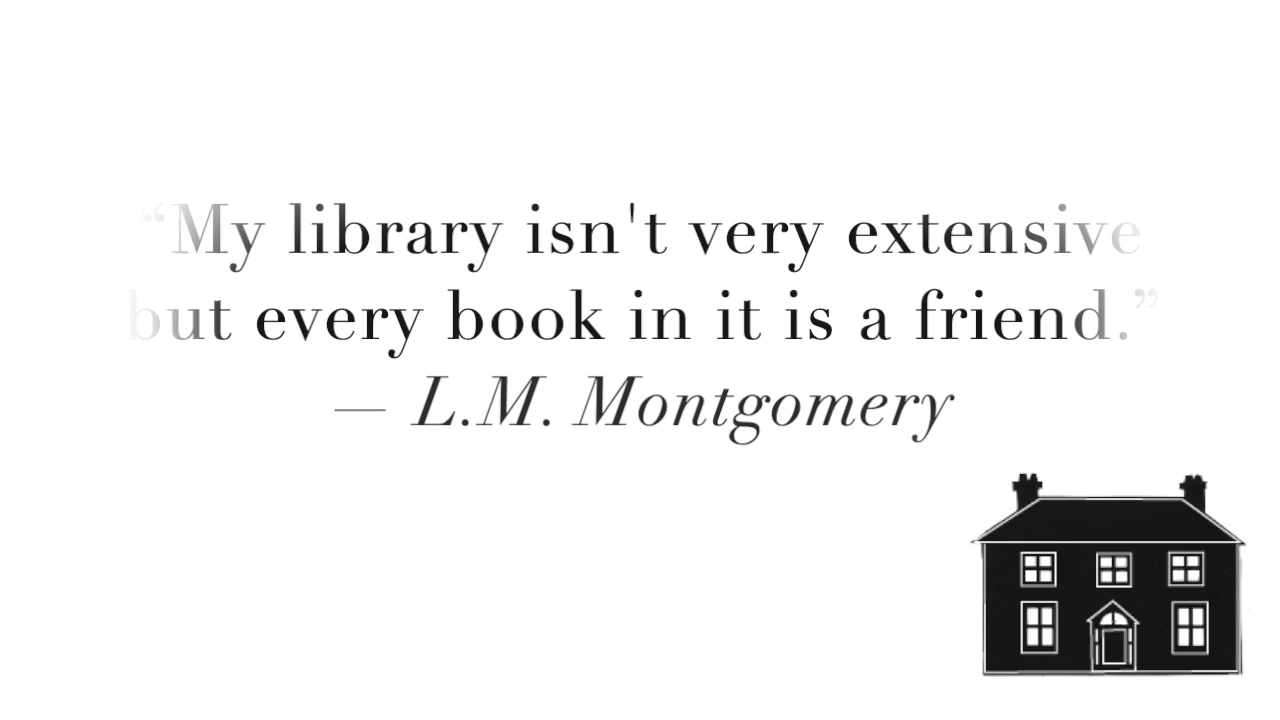 “My library isn't very extensive
but every book in it is a friend.”
— L.M. Montgomery